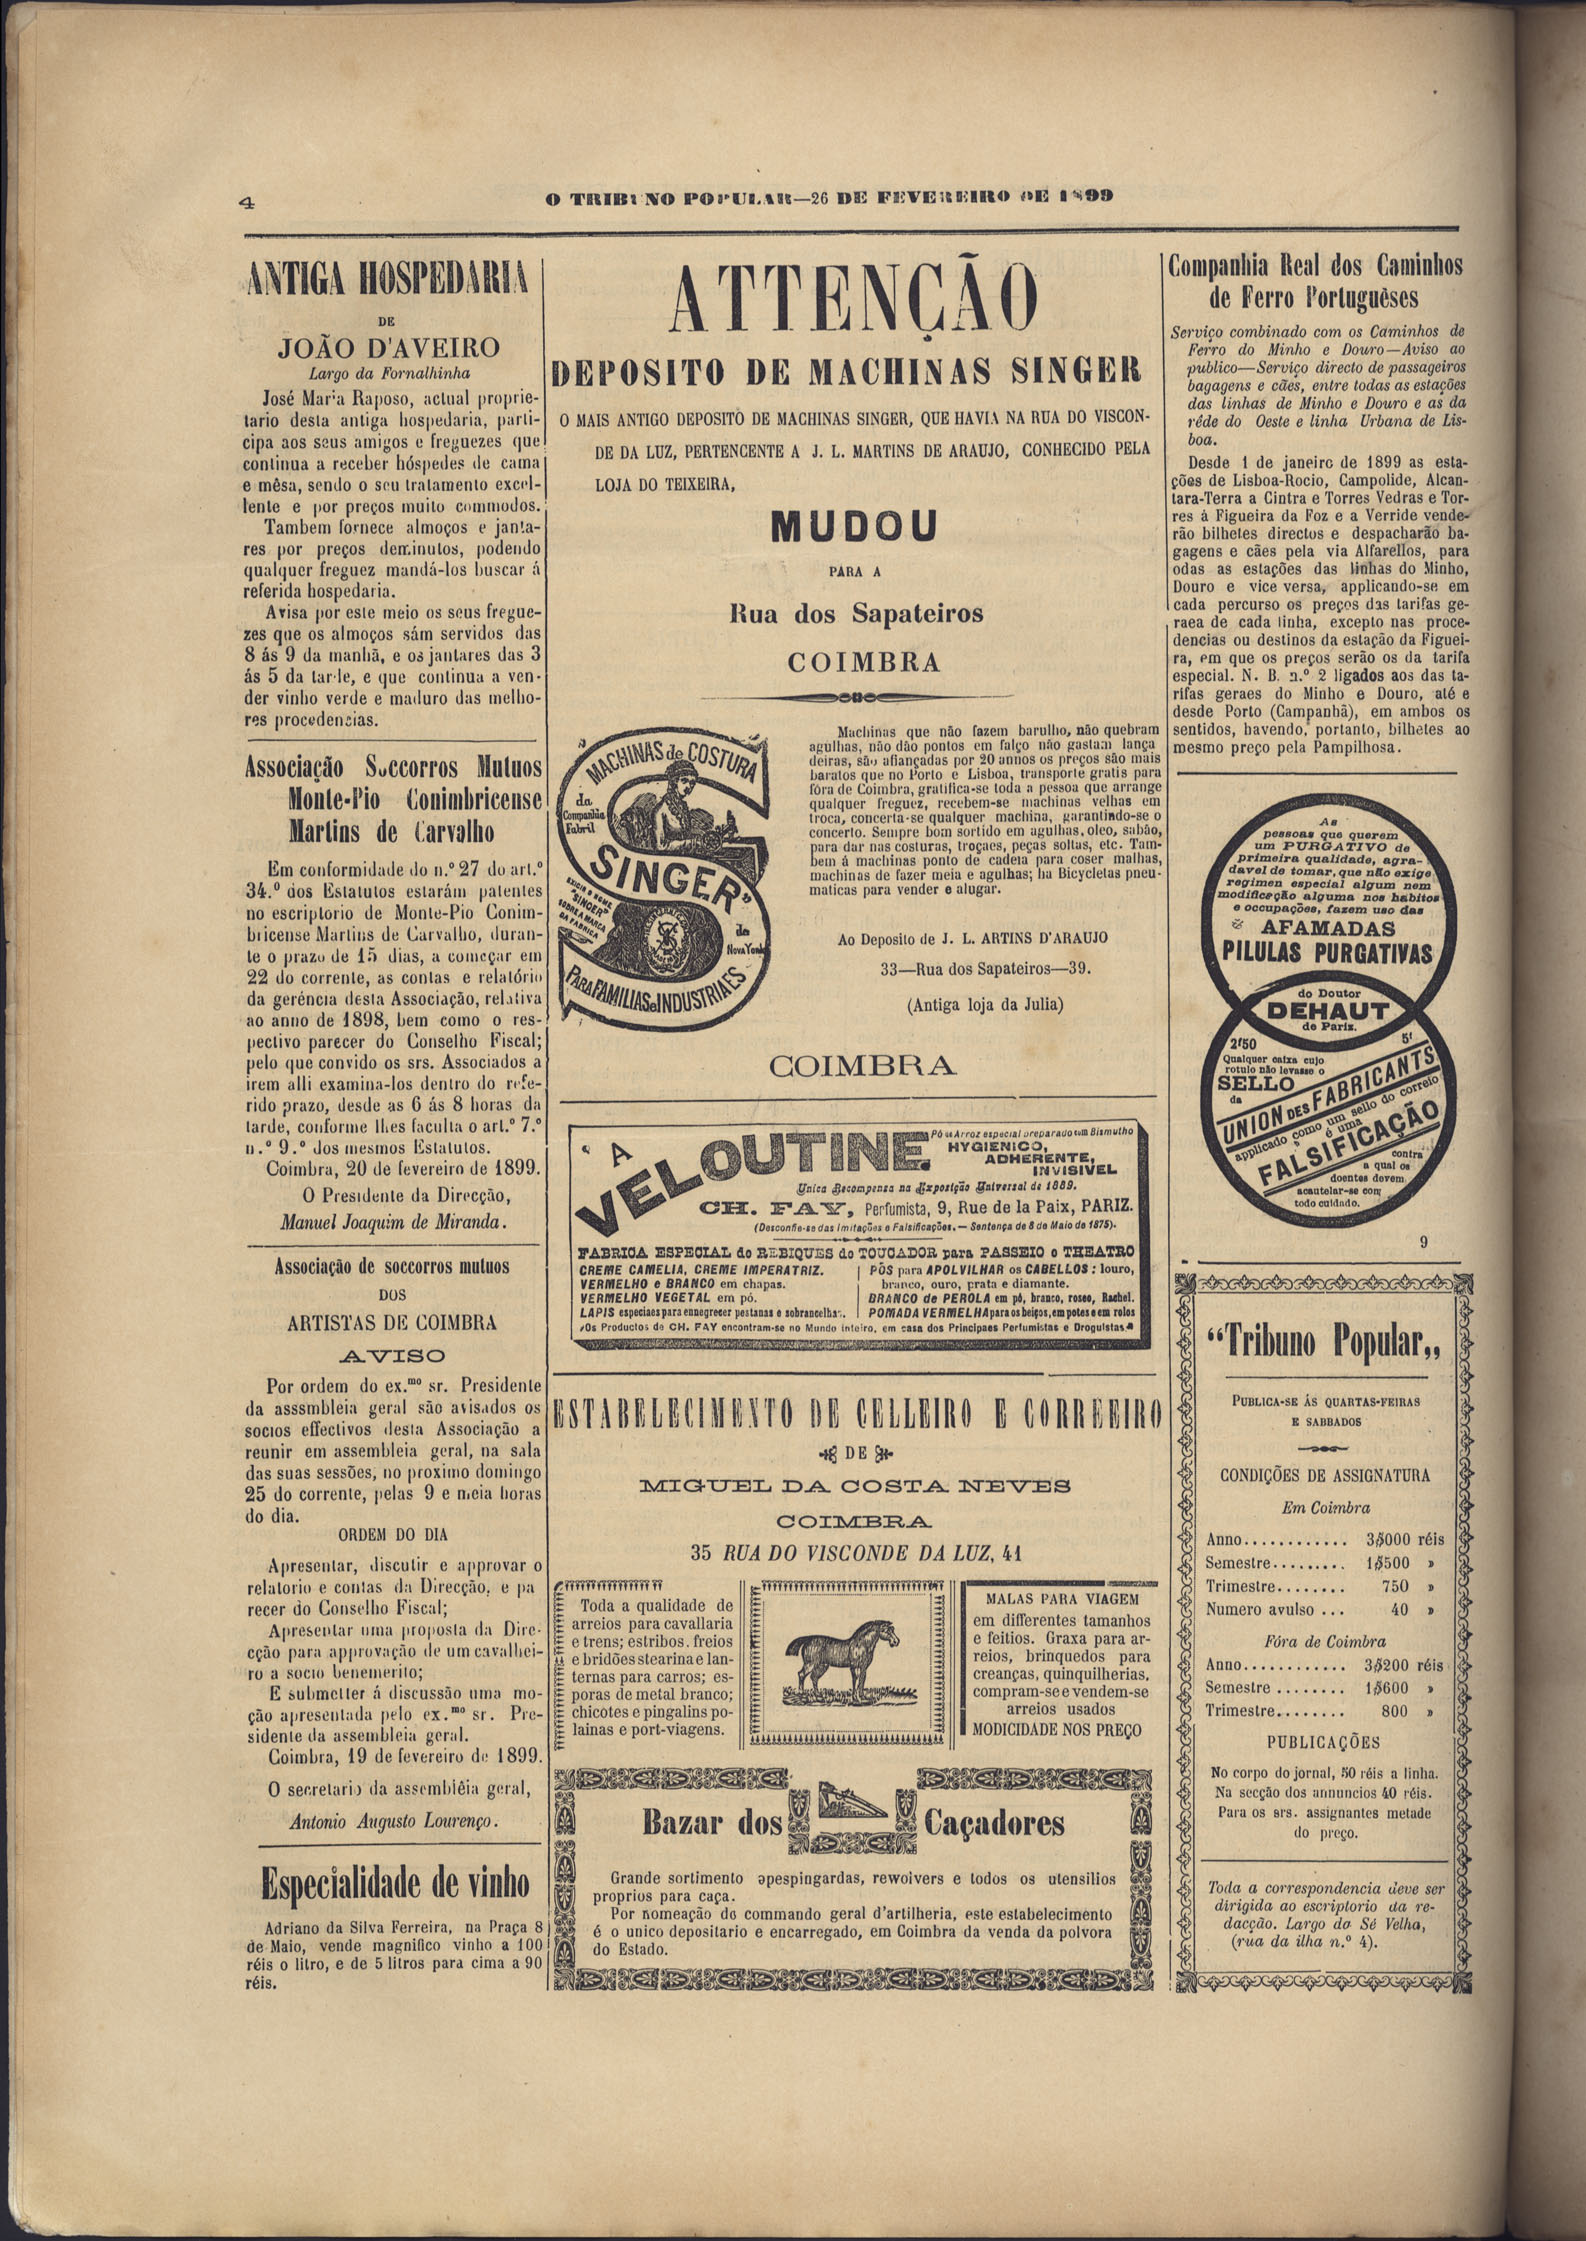 4
O TRIBUNO POPULAR—26 DE FEVEREIRO DE 1899
ANTIGA HOSPEDARIA
DE
JOÃO D'AVEIRO
Largo da Fornalhinha
José Maria Raposo, actual proprie-
tario desta antiga hospedaria, parti-
cipa aos seus amigos e freguezes que
continua a receber hóspedes de cama
e mêsa, sendo o seu tratamento excel-
lente e por preços muito commodos.
Tambem fornece almoços e janta-
res por preços deminutos, podendo
qualquer freguez mandá-los buscar á
referida hospedaria.
Avisa por este meio os seus fregue-
zes que os almoços sám servidos das
8 ás 9 da manhã, e os jantares das 3
ás 5 da tarde, e que continua a ven-
der vinho verde e maduro das melho-
res procedencias.
Associação Soccorros Mutuos
Monte-Pio Conimbricense
Martins de Carvalho
Em conformidade do n.º 27 do art.º
34.º dos Estatutos estarám patentes
no escriptorio de Monte-Pio Conim-
bricense Martins de Carvalho, duran-
te o prazo de 15 dias, a começar em
22 do corrente, as contas e relatório
da gerência desta Associação, relativa
ao anno de 1898, bem como o res-
pectivo parecer do Conselho Fiscal;
pelo que convido os srs. Associados a
irem alli examina-los dentro do refe-
rido prazo, desde as 6 ás 8 horas da
tarde, conforme lhes faculta o art.º 7.º
n.º 9.º dos mesmos Estatutos.
Coimbra, 20 de fevereiro de 1899.
O Presidente da Direcção,
Manuel Joaquim de Miranda.
Associação de soccorros mutuos
DOS
ARTISTAS DE COIMBRA
AVISO
Por ordem do ex.mo sr. Presidente
da asssmbleia geral são avisados os
socios effectivos desta Associação a
reunir em assembleia geral, na sala
das suas sessões, no proximo domingo
25 do corrente, pelas 9 e meia horas
do dia.
ORDEM DO DIA
Apresentar, discutir e approvar o
relatorio e contas da Direcção, e pa
recer do Conselho Fiscal;
Apresentar uma proposta da Dire-
cção para approvação de um cavalhei-
ro a socio benemerito;
E submetter á discussão uma mo-
ção apresentada pelo ex.mo sr. Pre-
sidente da assembleia geral.
Coimbra, 19 de fevereiro de 1899.
O secretario da assemblêia geral,
Antonio Augusto Lourenço.
Especialidade de vinho
Adriano da Silva Ferreira, na Praça 8
de Maio, vende magnifico vinho a 100
réis o litro, e de 5 litros para cima a 90
réis.
ATTENÇÃO
DEPOSITO DE MACHINAS SINGER
O MAIS ANTIGO DEPOSITO DE MACHINAS SINGER, QUE HAVIA NA RUA DO VISCON-
DE DA LUZ, PERTENCENTE A J. L. MARTINS DE ARAUJO, CONHECIDO PELA
LOJA DO TEIXEIRA,
MUDOU
PARA A
Rua dos Sapateiros
COIMBRA
MACHINAS de COSTURA
da
Companhia
Fabril
"SINGER"
EXIGIR O NOME
"SINGER"
SOBRE A MARCA
DA FABRICA
de
Nova York
PARA FAMILIAS e INDUSTRIAES
Machinas que não fazem barulho, não quebram
agulhas, não dão pontos em falço não gastam lança
deiras, são afiançadas por 20 annos os preços são mais
baratos que no Porto e Lisboa, transporte gratis para
fóra de Coimbra, gratifica-se toda a pessoa que arrange
qualquer freguez, recebem-se machinas velhas em
troca, concerta-se qualquer machina, garantindo-se o
concerto. Sempre bom sortido em agulhas, oleo, sabão,
para dar nas costuras, troçaes, peças soltas, etc. Tam-
bem á machinas ponto de cadeia para coser malhas,
machinas de fazer meia e agulhas; ha Bicycletas pneu-
maticas para vender e alugar.
Ao Deposito de J. L. ARTINS D'ARAUJO
33—Rua dos Sapateiros—39.
(Antiga loja da Julia)
COIMBRA
A
VELOUTINE
Pó de Arroz especial preparado com Bismutho
HYGIENICO,
ADHERENTE,
INVISIVEL
Unica Recompensa na Exposição Universal de 1889.
CH. FAY, Perfumista, 9, Rue de la Paix, PARIZ.
(Desconfie-se das Imitações e Falsificações.—Sentença de 8 de Maio de 1875).
FABRICA ESPECIAL de REBIQUES do TOUCADOR para PASSEIO e THEATRO
CREME CAMELIA, CREME IMPERATRIZ.
VERMELHO e BRANCO em chapas.
VERMELHO VEGETAL em pó.
LAPIS especiaes para ennegrecer pestanas e sobrancelhas.
PÓS para APOLVILHAR os CABELLOS: louro,
branco, ouro, prata e diamante.
BRANCO de PEROLA em pó, branco, roseo, Rachel.
POMADA VERMELHA para os beiços, em potes e em rolos
Os Productos de CH. FAY encontram-se no Mundo inteiro, em casa dos Principaes Perfumistas e Droguistas
ESTABELECIMENTO DE CELLEIRO E CORREEIRO
DE
MIGUEL DA COSTA NEVES
COIMBRA
35 RUA DO VISCONDE DA LUZ, 41
Toda a qualidade de
arreios para cavallaria
e trens; estribos. freios
e bridões stearina e lan-
ternas para carros; es-
poras de metal branco;
chicotes e pingalins po-
lainas e port-viagens.
MALAS PARA VIAGEM
em differentes tamanhos
e feitios. Graxa para ar-
reios, brinquedos para
creanças, quinquilherias,
compram-se e vendem-se
arreios usados
MODICIDADE NOS PREÇO
Bazar dos Caçadores
Grande sortimento apespingardas, rewoivers e todos os utensilios
proprios para caça.
Por nomeação do commando geral d'artilheria, este estabelecimento
é o unico depositario e encarregado, em Coimbra da venda da polvora
do Estado.
Companhia Real dos Caminhos
de Ferro Portuguêses
Serviço combinado com os Caminhos de
Ferro do Minho e Douro—Aviso ao
publico—Serviço directo de passageiros
bagagens e cães, entre todas as estações
das linhas de Minho e Douro e as da
réde do Oeste e linha Urbana de Lis-
boa.
Desde 1 de janeiro de 1899 as esta-
ções de Lisboa-Rocio, Campolide, Alcan-
tara-Terra a Cintra e Torres Vedras e Tor-
res á Figueira da Foz e a Verride vende-
rão bilhetes directos e despacharão ba-
gagens e cães pela via Alfarellos, para
odas as estações das linhas do Minho,
Douro e vice versa, applicando-se em
cada percurso os preços das tarifas ge-
raea de cada linha, excepto nas proce-
dencias ou destinos da estação da Figuei-
ra, em que os preços serão os da tarifa
especial. N. B. n.º 2 ligados aos das ta-
rifas geraes do Minho e Douro, até e
desde Porto (Campanhã), em ambos os
sentidos, havendo, portanto, bilhetes ao
mesmo preço pela Pampilhosa.
As
pessoas que querem
um PURGATIVO de
primeira qualidade, agra-
davel de tomar, que não exige
regimen especial algum nem
modificação alguma nos habitos
e occupações, fazem uso das
AFAMADAS
PILULAS PURGATIVAS
do Doutor
DEHAUT
de Pariz.
2f50
5f
Qualquer caixa cujo
rotulo não levasse o
SELLO
da
UNION DES FABRICANTS
applicado como um sello do correio
é uma
FALSIFICAÇÃO
contra
a qual os
doentes devem
acautelar-se com
todo cuidado.
9
“Tribuno Popular„
PUBLICA-SE ÁS QUARTAS-FEIRAS
E SABBADOS
CONDIÇÕES DE ASSIGNATURA
Em Coimbra
Anno............ 3$000 réis
Semestre......... 1$500 »
Trimestre........ 750 »
Numero avulso ... 40 »
Fóra de Coimbra
Anno............ 3$200 réis
Semestre ........ 1$600 »
Trimestre........ 800 »
PUBLICAÇÕES
No corpo do jornal, 50 réis a linha.
Na secção dos annuncios 40 réis.
Para os srs. assignantes metade
do preço.
Toda a correspondencia deve ser
dirigida ao escriptorio da re-
dacção. Largo da Sé Velha,
(rua da ilha n.º 4).